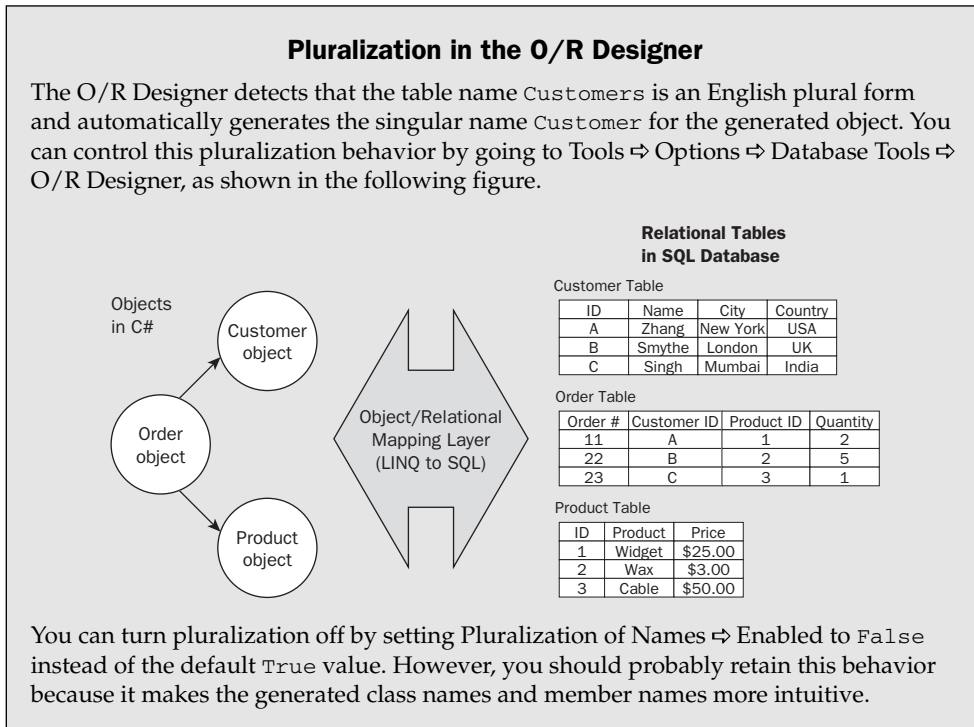 Pluralization in the O/R Designer
The O/R Designer detects that the table name Customers is an English plural form
and automatically generates the singular name Customer for the generated object. You
can control this pluralization behavior by going to Tools ⇨ Options ⇨ Database Tools ⇨
O/R Designer, as shown in the following figure.
Objects
in C#
Customer
object
Order
object
Product
object
Object/Relational
Mapping Layer
(LINQ to SQL)
Relational Tables
in SQL Database
Customer Table
ID Name City Country
A Zhang New York USA
B Smythe London UK
C Singh Mumbai India
Order Table
Order # Customer ID Product ID Quantity
11 A 1 2
22 B 2 5
23 C 3 1
Product Table
ID Product Price
1 Widget $25.00
2 Wax $3.00
3 Cable $50.00
You can turn pluralization off by setting Pluralization of Names ⇨ Enabled to False
instead of the default True value. However, you should probably retain this behavior
because it makes the generated class names and member names more intuitive.